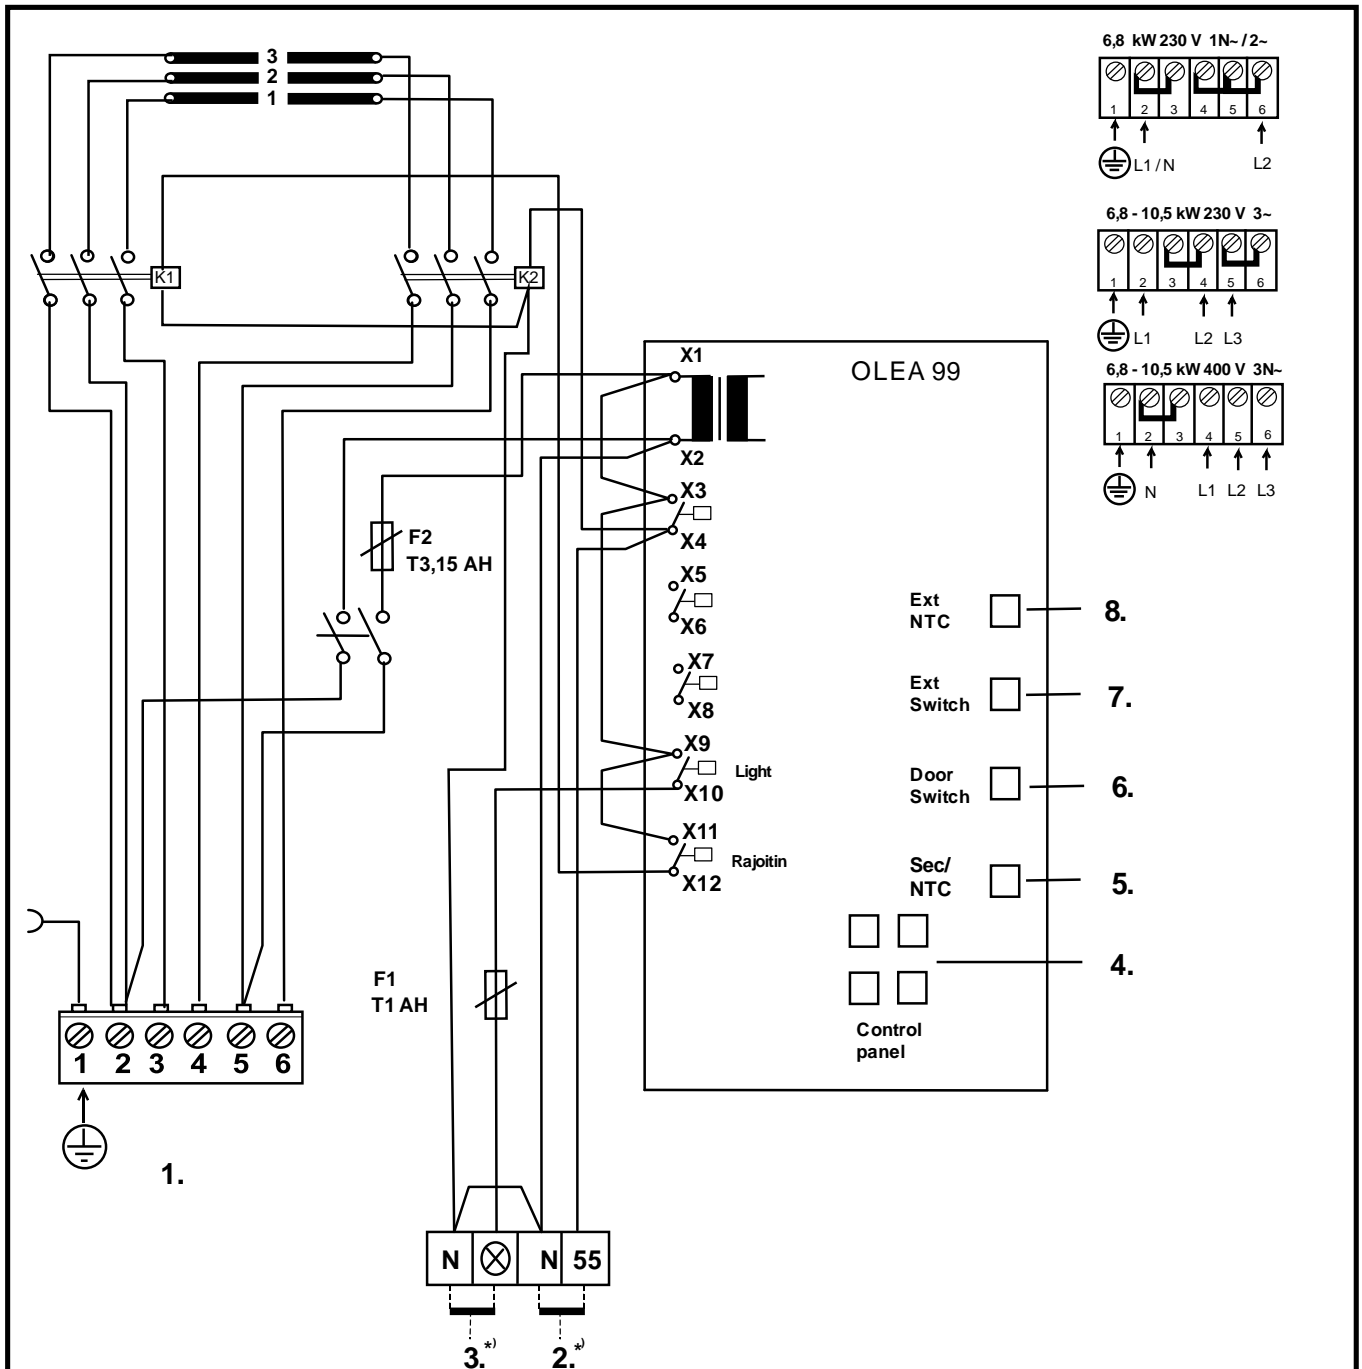 6,8 kW 230 V 1N~ / 2~
1 2 3 4 5 6
L1 / N L2
6,8 - 10,5 kW 230 V 3~
1 2 3 4 5 6
L1 L2 L3
6,8 - 10,5 kW 400 V 3N~
1 2 3 4 5 6
N L1 L2 L3
3
2
1
K1 K2
OLEA 99
X1
X2
X3
X4
X5
X6
X7
X8
X9
Light
X10
X11
Rajoitin
X12
F2
T3,15 AH
Ext
NTC
8.
Ext
Switch
7.
Door
Switch
6.
Sec/
NTC
5.
4.
Control
panel
F1
T1 AH
1 2 3 4 5 6
1.
N N 55
3.*) 2.*)